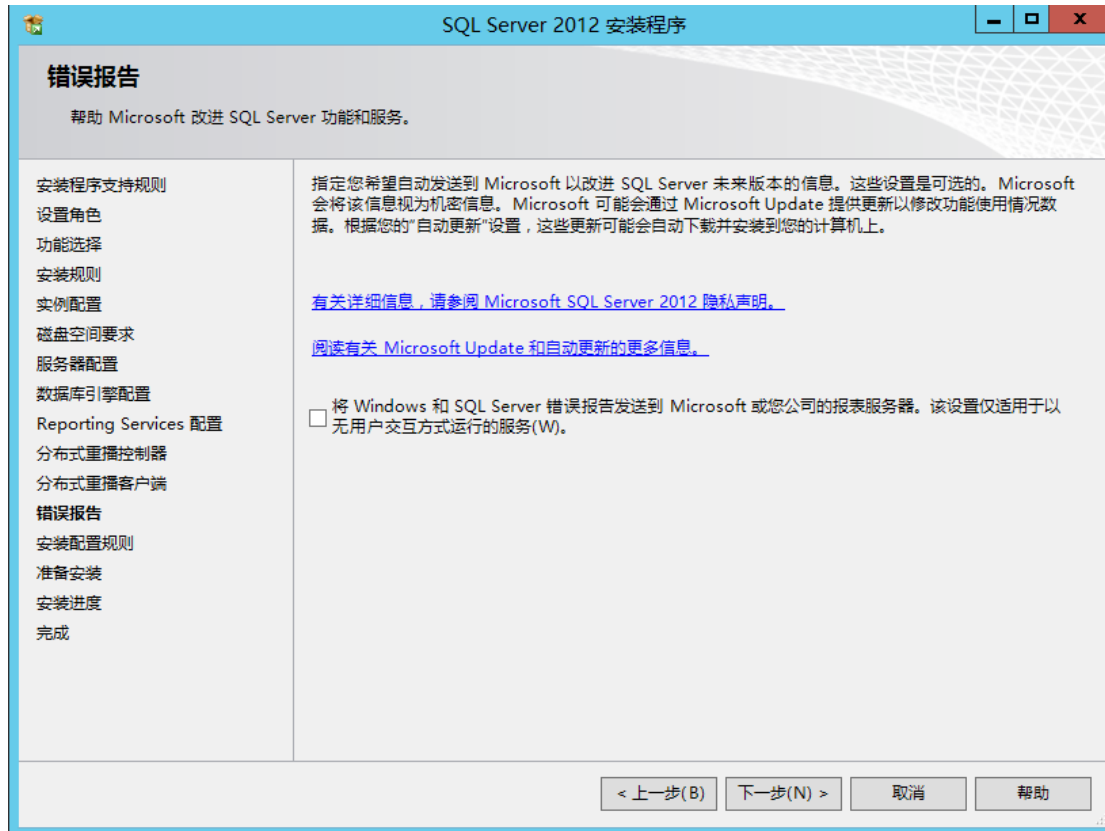 SQL Server 2012 安装程序
错误报告
帮助 Microsoft 改进 SQL Server 功能和服务。
安装程序支持规则
设置角色
功能选择
安装规则
实例配置
磁盘空间要求
服务器配置
数据库引擎配置
Reporting Services 配置
分布式重播控制器
分布式重播客户端
错误报告
安装配置规则
准备安装
安装进度
完成
指定您希望自动发送到 Microsoft 以改进 SQL Server 未来版本的信息。这些设置是可选的。Microsoft
会将该信息视为机密信息。Microsoft 可能会通过 Microsoft Update 提供更新以修改功能使用情况数
据。根据您的“自动更新”设置，这些更新可能会自动下载并安装到您的计算机上。
有关详细信息，请参阅 Microsoft SQL Server 2012 隐私声明。
阅读有关 Microsoft Update 和自动更新的更多信息。
将 Windows 和 SQL Server 错误报告发送到 Microsoft 或您公司的报表服务器。该设置仅适用于以
无用户交互方式运行的服务(W)。
< 上一步(B)
下一步(N) >
取消
帮助